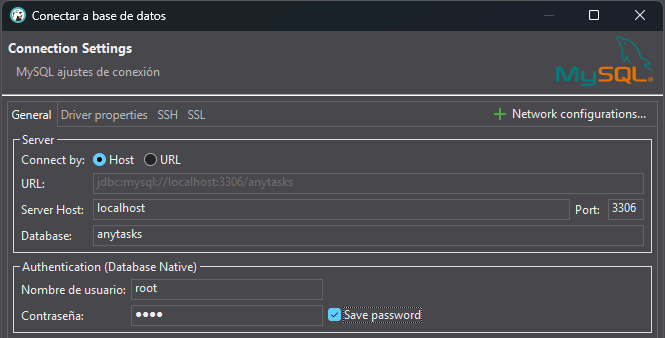 Conectar a base de datos
Connection Settings
MySQL ajustes de conexión
MySQL®
General Driver properties SSH SSL Network configurations...
Server
Connect by: Host URL
URL: jdbc:mysql://localhost:3306/anytasks
Server Host: localhost Port: 3306
Database: anytasks
Authentication (Database Native)
Nombre de usuario: root
Contraseña: ●●●● Save password